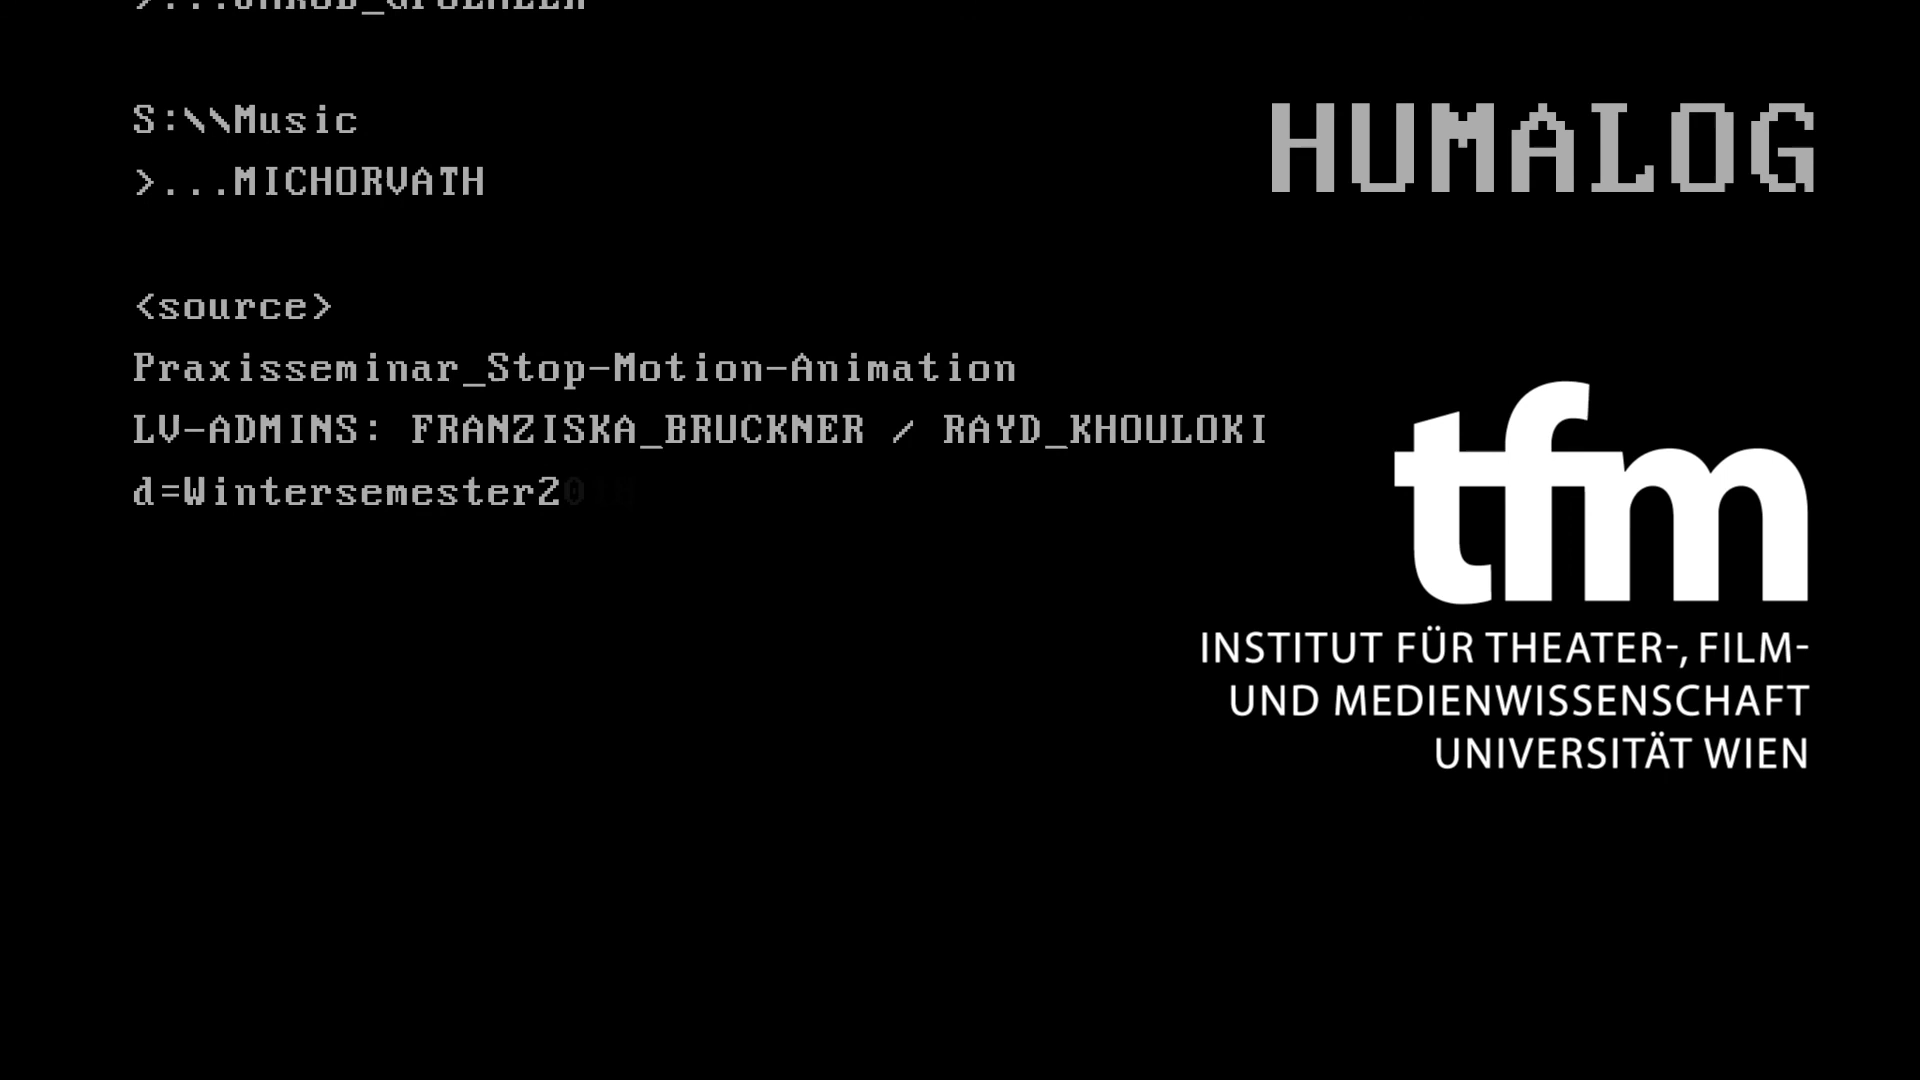 S:\\Music
>...MICHORVATH
<source>
Praxisseminar_Stop-Motion-Animation
LV-ADMINS: FRANZISKA_BRUCKNER / RAYD_KHOULOKI
d=Wintersemester2
HUMALOG
tfm
INSTITUT FÜR THEATER-, FILM-
UND MEDIENWISSENSCHAFT
UNIVERSITÄT WIEN